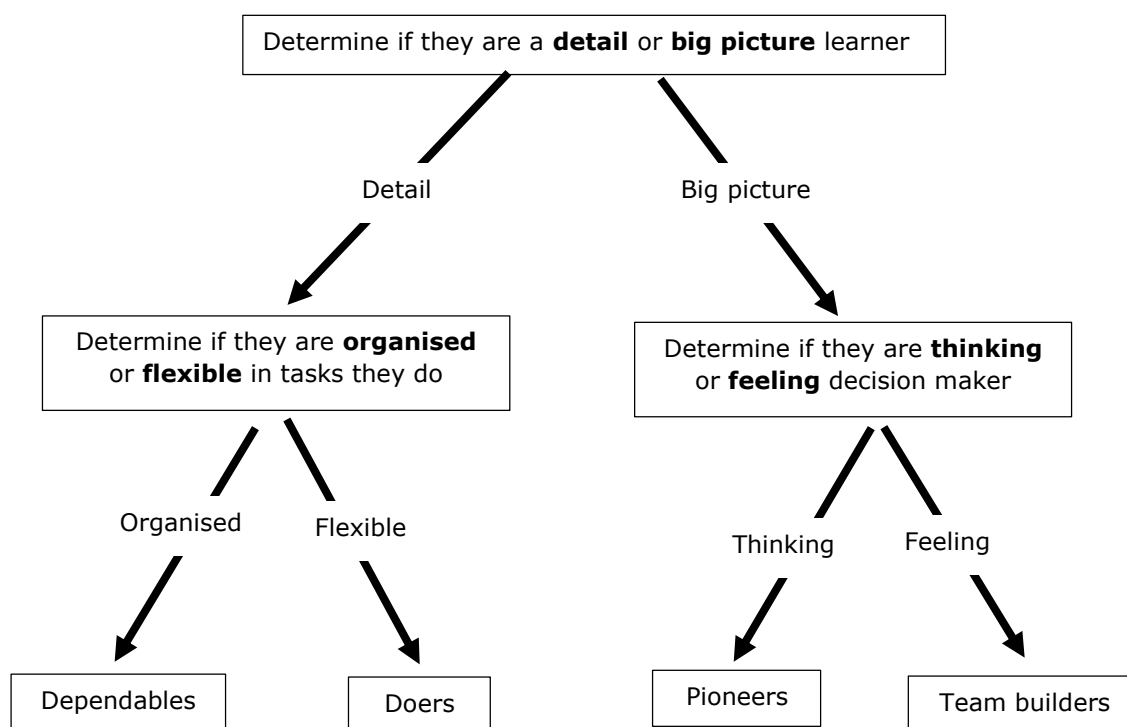 Determine if they are a detail or big picture learner
Detail
Big picture
Determine if they are organised
or flexible in tasks they do
Determine if they are thinking
or feeling decision maker
Organised
Flexible
Thinking
Feeling
Dependables
Doers
Pioneers
Team builders